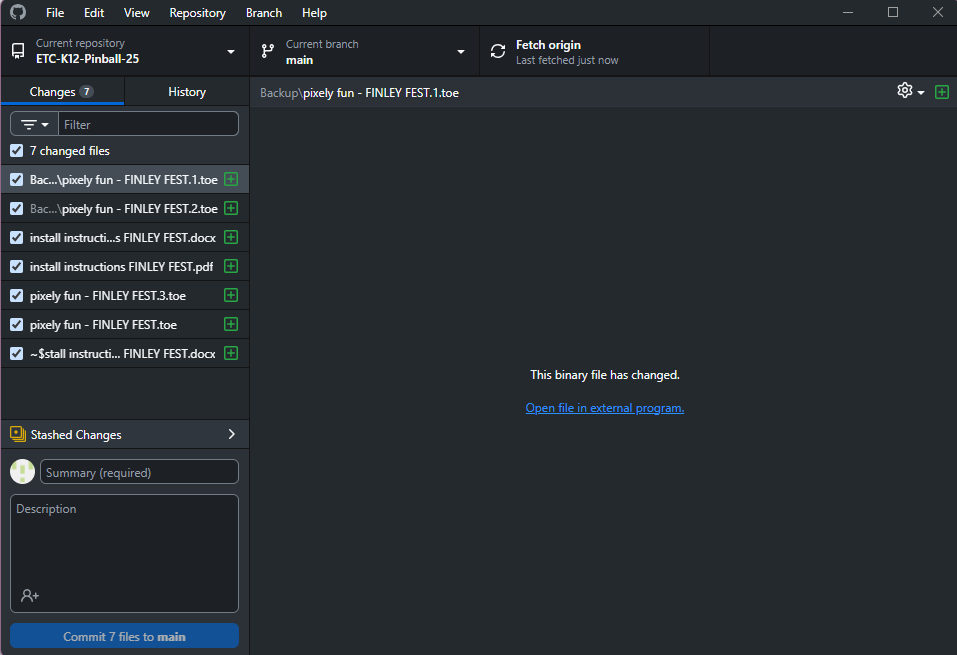 File Edit View Repository Branch Help
Current repository
ETC-K12-Pinball-25
Current branch
main
Fetch origin
Last fetched just now
Changes 7
History
Backup\pixely fun - FINLEY FEST.1.toe
Filter
7 changed files
Bac...\pixely fun - FINLEY FEST.1.toe
Bac...\pixely fun - FINLEY FEST.2.toe
install instructi...s FINLEY FEST.docx
install instructions FINLEY FEST.pdf
pixely fun - FINLEY FEST.3.toe
pixely fun - FINLEY FEST.toe
~$stall instructi... FINLEY FEST.docx
This binary file has changed.
Open file in external program.
Stashed Changes
Summary (required)
Description
Commit 7 files to main